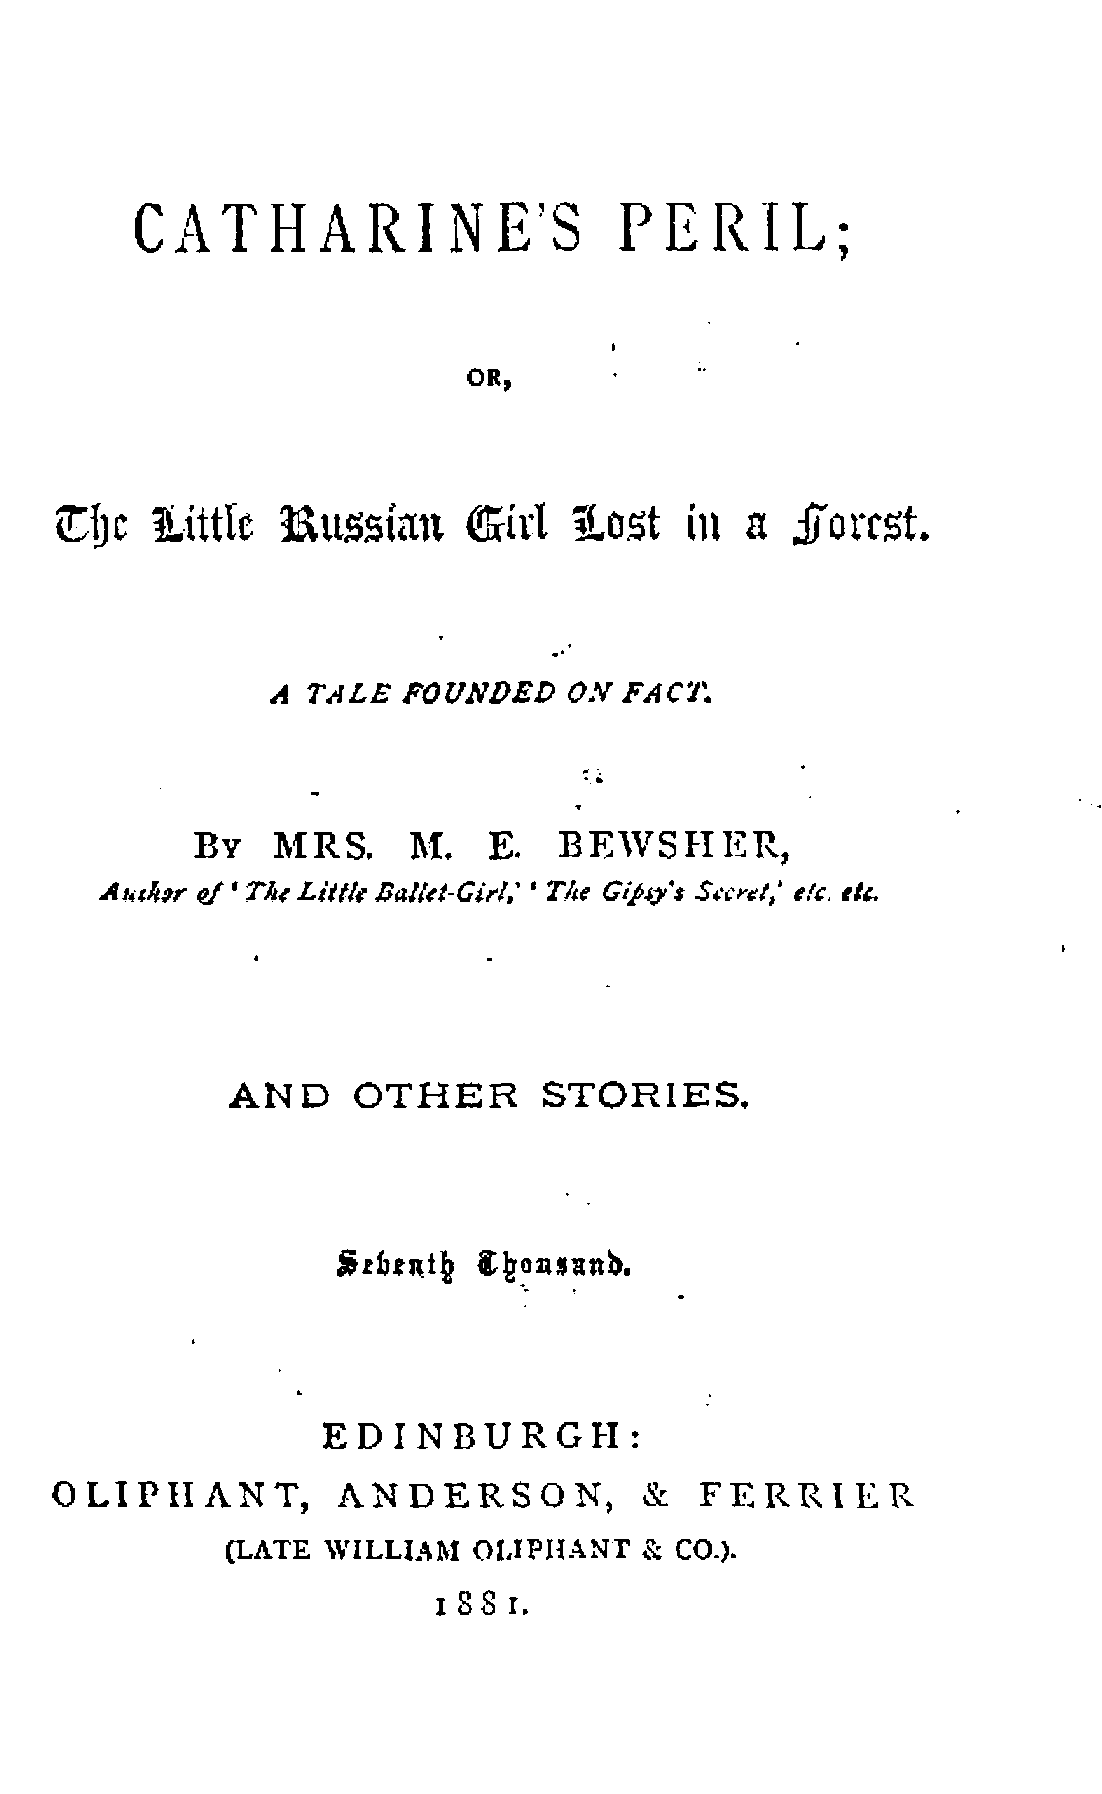 CATHARINE'S PERIL;
OR,
The Little Russian Girl Lost in a Forest.
A TALE FOUNDED ON FACT.
By MRS. M. E. BEWSHER,
Author of 'The Little Ballet-Girl,' 'The Gipsy's Secret,' etc. etc.
AND OTHER STORIES.
Seventh Thousand.
EDINBURGH:
OLIPHANT, ANDERSON, & FERRIER
(LATE WILLIAM OLIPHANT & CO.).
1881.